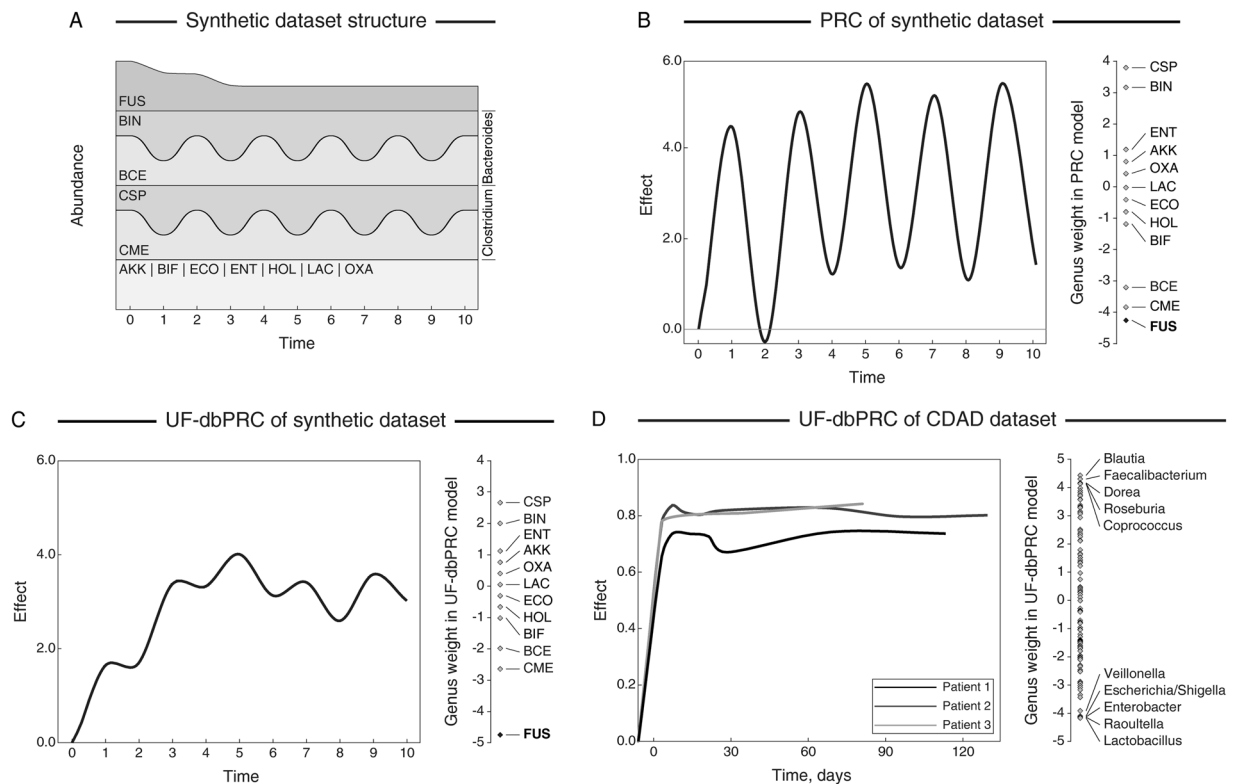 A
Synthetic dataset structure
Abundance
FUS
BIN
BCE
CSP
CME
Bacteroides
Clostridium
AKK | BIF | ECO | ENT | HOL | LAC | OXA
0 1 2 3 4 5 6 7 8 9 10
Time
B
PRC of synthetic dataset
Effect
6.0
4.0
2.0
0.0
0 1 2 3 4 5 6 7 8 9 10
Time
Genus weight in PRC model
4
3
2
1
0
-1
-2
-3
-4
-5
CSP
BIN
ENT
AKK
OXA
LAC
ECO
HOL
BIF
BCE
CME
FUS
C
UF-dbPRC of synthetic dataset
Effect
6.0
4.0
2.0
0.0
0 1 2 3 4 5 6 7 8 9 10
Time
Genus weight in UF-dbPRC model
4
3
2
1
0
-1
-2
-3
-4
-5
CSP
BIN
ENT
AKK
OXA
LAC
ECO
HOL
BIF
BCE
CME
FUS
D
UF-dbPRC of CDAD dataset
Effect
1.0
0.8
0.6
0.4
0.2
0.0
Patient 1
Patient 2
Patient 3
0 30 60 90 120
Time, days
Genus weight in UF-dbPRC model
5
4
3
2
1
0
-1
-2
-3
-4
-5
Blautia
Faecalibacterium
Dorea
Roseburia
Coprococcus
Veillonella
Escherichia/Shigella
Enterobacter
Raoultella
Lactobacillus